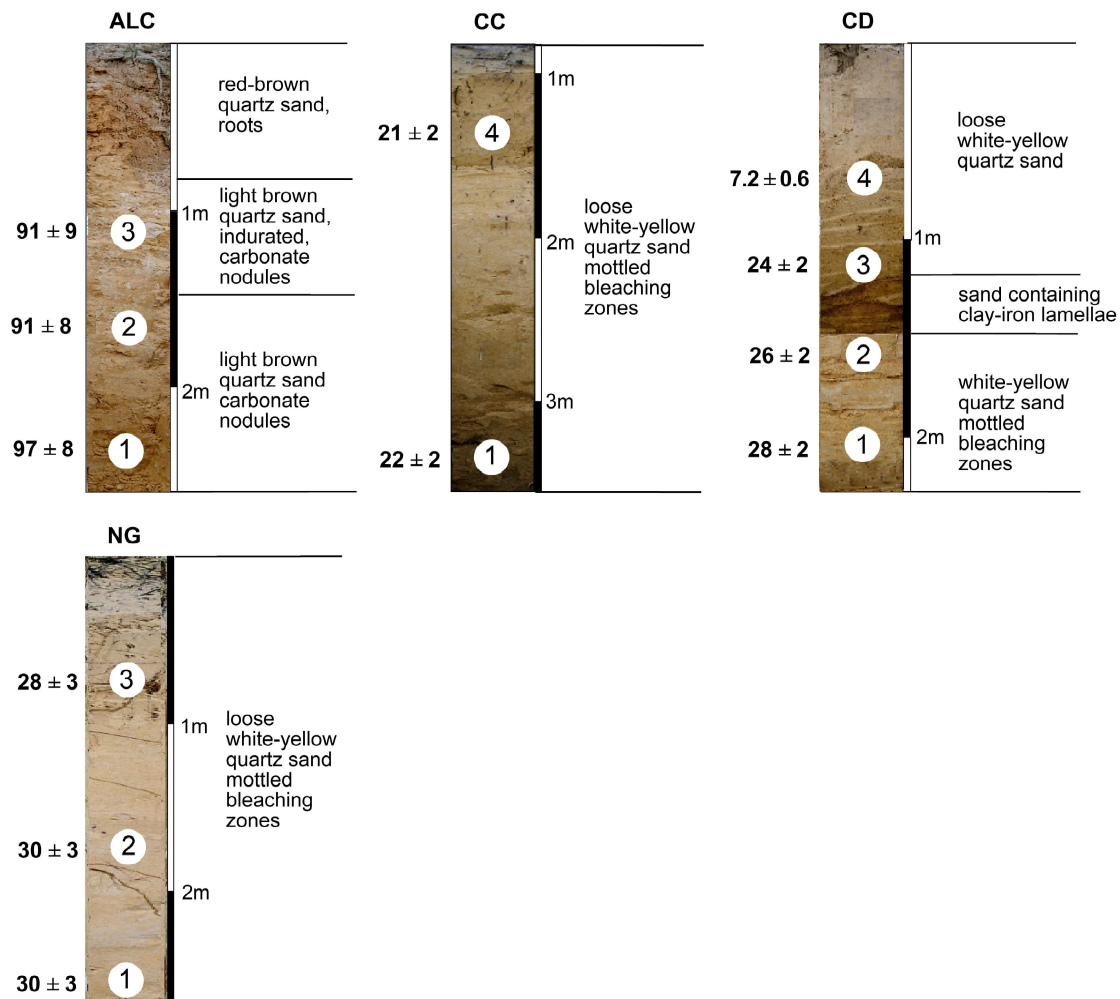 ALC
red-brown
quartz sand,
roots
1m
light brown
quartz sand,
indurated,
carbonate
nodules
91 ± 9
3
91 ± 8
2
light brown
quartz sand
carbonate
nodules
2m
97 ± 8
1
CC
1m
21 ± 2
4
loose
white-yellow
quartz sand
mottled
bleaching
zones
2m
3m
22 ± 2
1
CD
loose
white-yellow
quartz sand
7.2 ± 0.6
4
1m
24 ± 2
3
sand containing
clay-iron lamellae
26 ± 2
2
white-yellow
quartz sand
mottled
bleaching
zones
2m
28 ± 2
1
NG
28 ± 3
3
1m
loose
white-yellow
quartz sand
mottled
bleaching
zones
30 ± 3
2
2m
30 ± 3
1